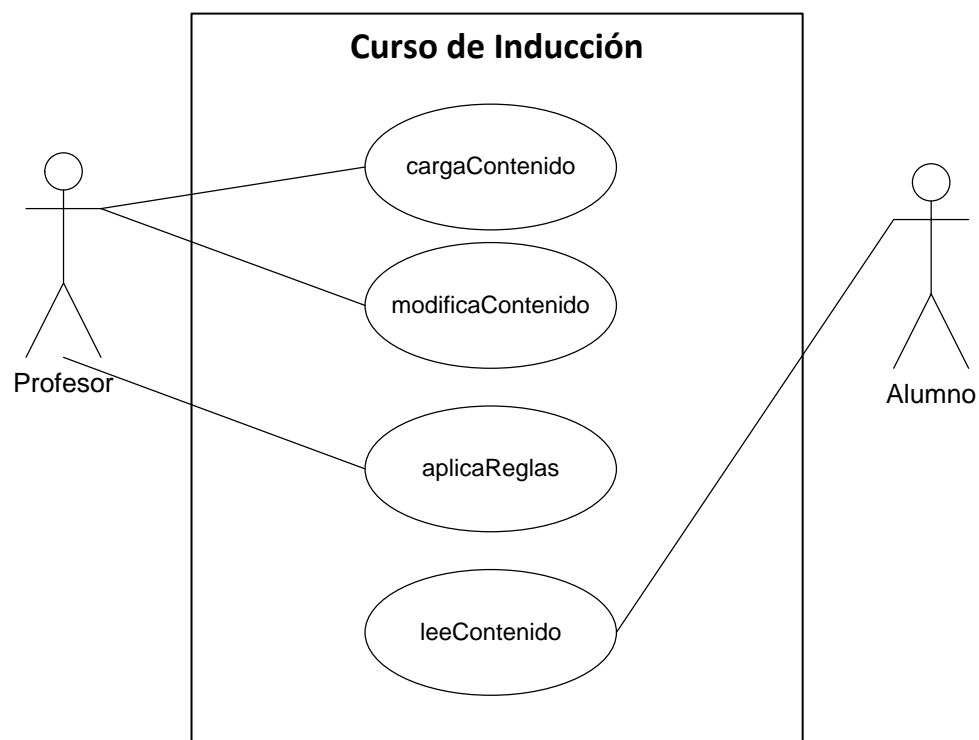 Curso de Inducción
cargaContenido
modificaContenido
Profesor
Alumno
aplicaReglas
leeContenido